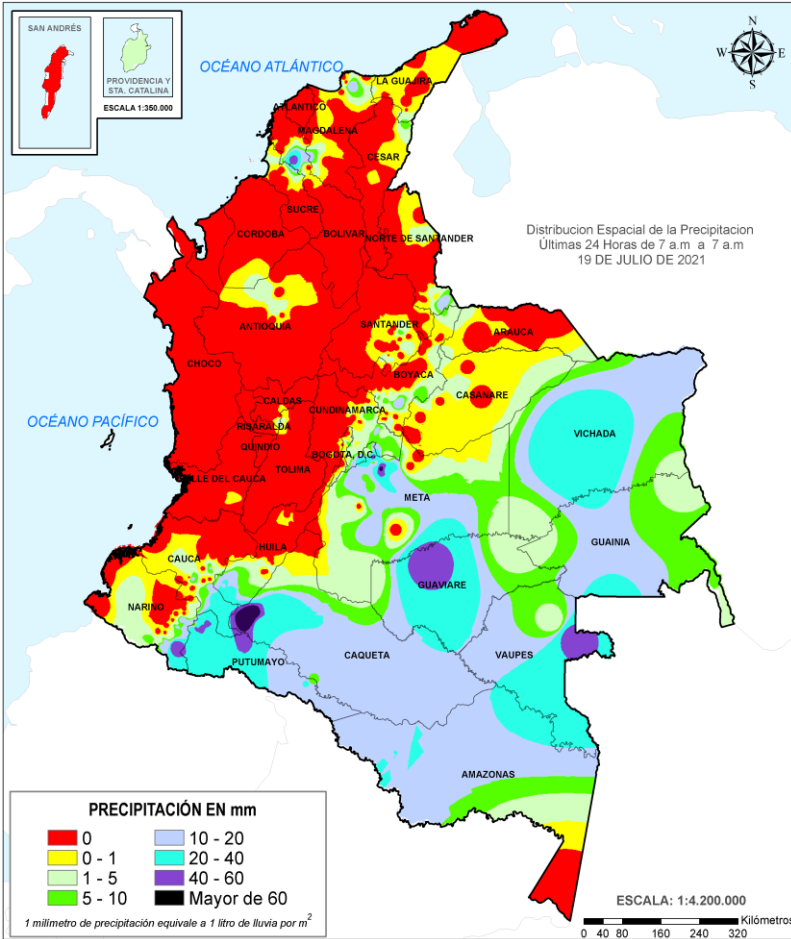 SAN ANDRÉS
PROVIDENCIA Y
STA. CATALINA
ESCALA 1:350.000
OCÉANO ATLÁNTICO
N
W
E
S
LA GUAJIRA
ATLANTICO
MAGDALENA
CESAR
SUCRE
CORDOBA
BOLIVAR
NORTE DE SANTANDER
Distribucion Espacial de la Precipitacion
Últimas 24 Horas de 7 a.m a 7 a.m
19 DE JULIO DE 2021
ANTIOQUIA
SANTANDER
ARAUCA
CHOCO
BOYACA
CASANARE
CALDAS
CUNDINAMARCA
OCÉANO PACÍFICO
RISARALDA
VICHADA
QUINDIO
BOGOTA, D.C.
TOLIMA
LLE DEL CAUCA
META
GUAINIA
HUILA
CAUCA
GUAVIARE
NARIÑO
PUTUMAYO
CAQUETA
VAUPES
AMAZONAS
PRECIPITACIÓN EN mm
0
10 - 20
0 - 1
20 - 40
1 - 5
40 - 60
5 - 10
Mayor de 60
1 milímetro de precipitación equivale a 1 litro de lluvia por m²
ESCALA: 1:4.200.000
Kilómetros
0 40 80 160 240 320